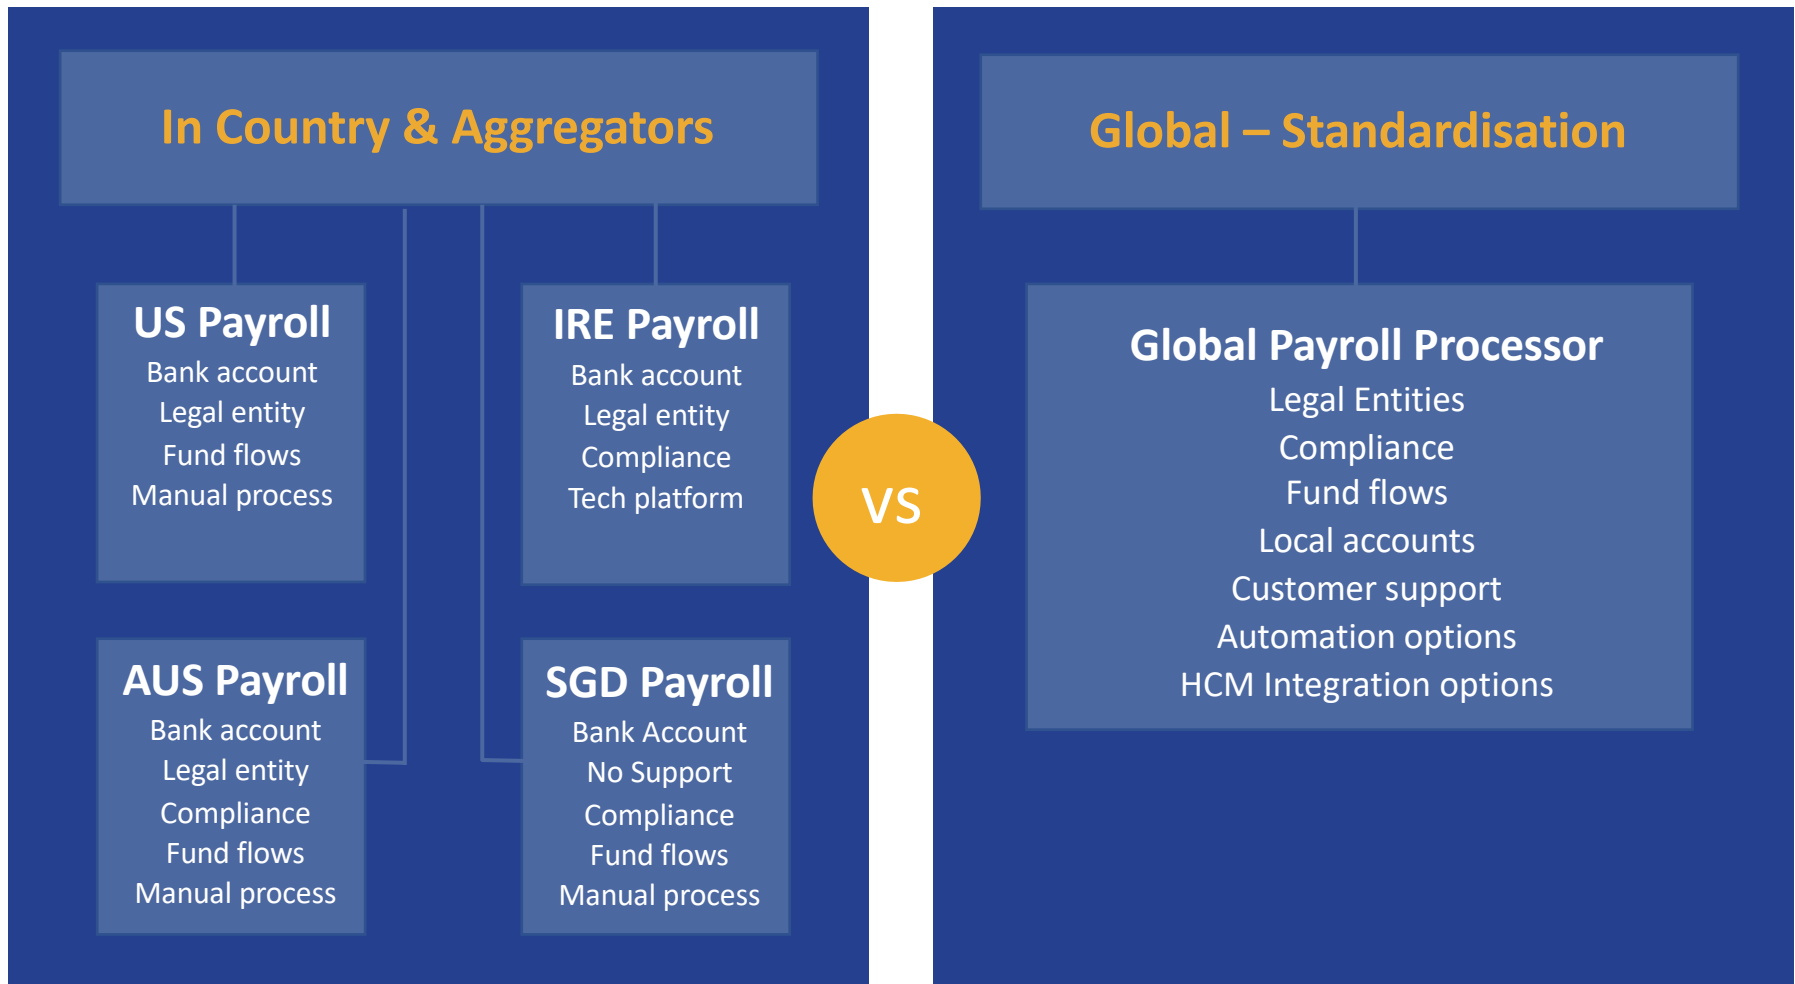 In Country & Aggregators
US Payroll
Bank account
Legal entity
Fund flows
Manual process
IRE Payroll
Bank account
Legal entity
Compliance
Tech platform
AUS Payroll
Bank account
Legal entity
Compliance
Fund flows
Manual process
SGD Payroll
Bank Account
No Support
Compliance
Fund flows
Manual process
vs
Global – Standardisation
Global Payroll Processor
Legal Entities
Compliance
Fund flows
Local accounts
Customer support
Automation options
HCM Integration options